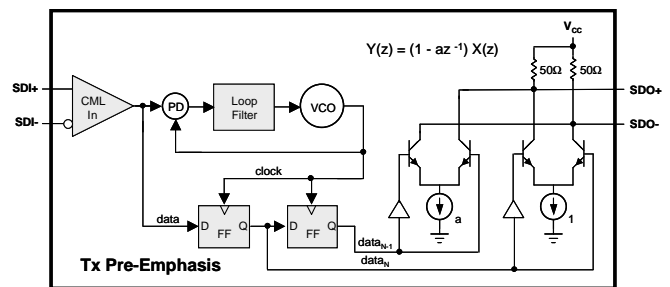 Vcc
Y(z) = (1 - az -1) X(z)
50Ω
50Ω
SDI+
SDI-
CML
In
PD
Loop
Filter
VCO
SDO+
SDO-
clock
a
1
data
D
Q
FF
D
Q
FF
dataN-1
dataN
Tx Pre-Emphasis